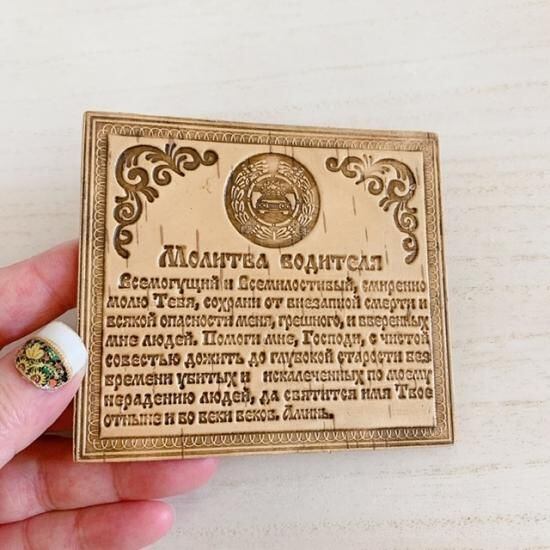 Молитва водителя
Всемогущий и Всемилостивый, смиренно
молю Тебя, сохрани от внезапной смерти и
всякой опасности меня, грешного, и вверенных
мне людей. Помоги мне, Господи, с чистой
совестью дожить до глубокой старости без
времени убитых и искалеченных по моему
нерадению людей, да святится имя Твое
отныне и во веки веков. Аминь.